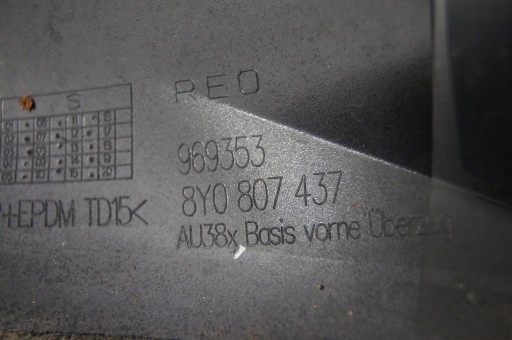 REO
S
969353
8Y0 807 437
P+EPDM TD15<
AU38x Basis vorne Überzug